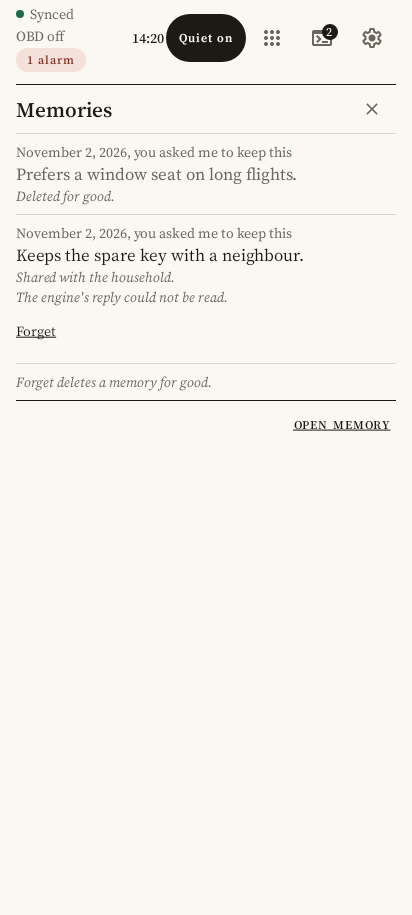 Synced
OBD off
1 alarm
14:20
Quiet on
2
Memories
November 2, 2026, you asked me to keep this
Prefers a window seat on long flights.
Deleted for good.
November 2, 2026, you asked me to keep this
Keeps the spare key with a neighbour.
Shared with the household.
The engine's reply could not be read.
Forget
Forget deletes a memory for good.
OPEN MEMORY